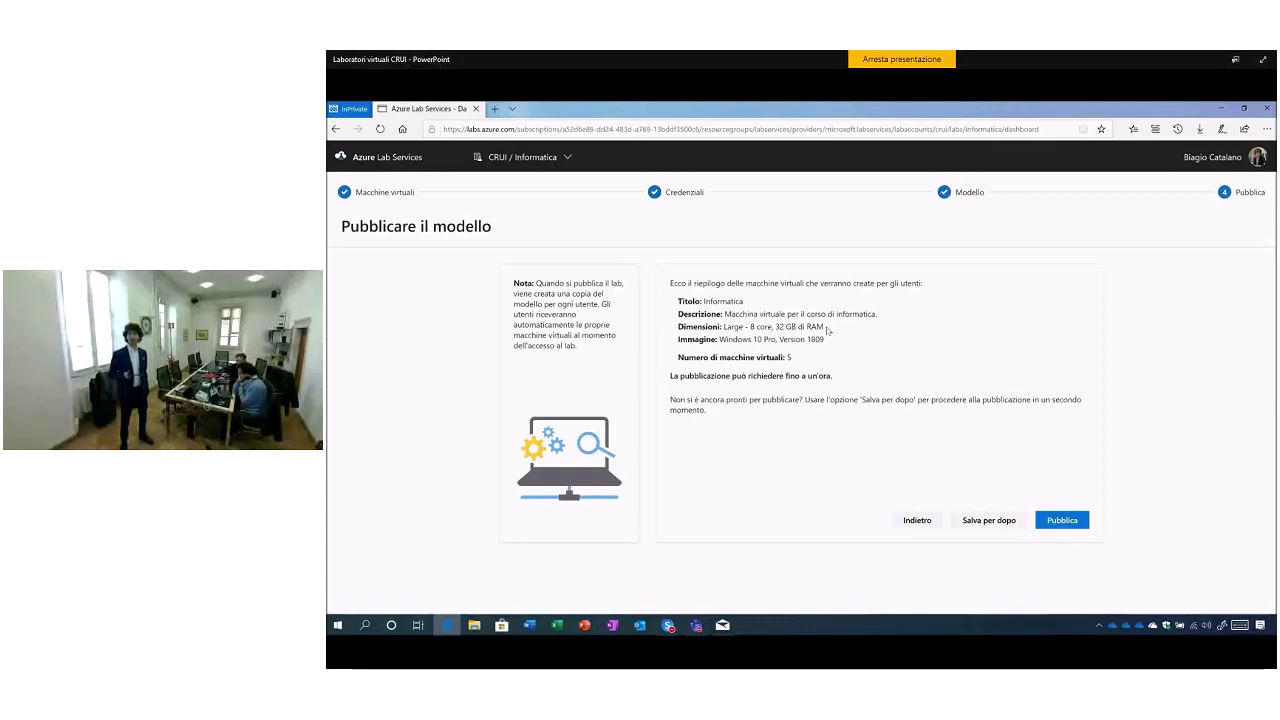 Laboratori virtuali CRUI - PowerPoint
Arresta presentazione
InPrivate
Azure Lab Services - Da
https://labs.azure.com/subscriptions/a52d6e89-dd24-483d-a769-13bddf3500c6/resourcegroups/labservices/providers/microsoft.labservices/labaccounts/crui/labs/informatica/dashboard
Azure Lab Services
CRUI / Informatica
Biagio Catalano
Macchine virtuali
Credenziali
Modello
4 Pubblica
Pubblicare il modello
Nota: Quando si pubblica il lab,
viene creata una copia del
modello per ogni utente. Gli
utenti riceveranno
automaticamente le proprie
macchine virtuali al momento
dell'accesso al lab.
Ecco il riepilogo delle macchine virtuali che verranno create per gli utenti:
Titolo: Informatica
Descrizione: Macchina virtuale per il corso di informatica.
Dimensioni: Large - 8 core, 32 GB di RAM
Immagine: Windows 10 Pro, Version 1809
Numero di macchine virtuali: 5
La pubblicazione può richiedere fino a un'ora.
Non si è ancora pronti per pubblicare? Usare l'opzione 'Salva per dopo' per procedere alla pubblicazione in un secondo
momento.
Indietro
Salva per dopo
Pubblica